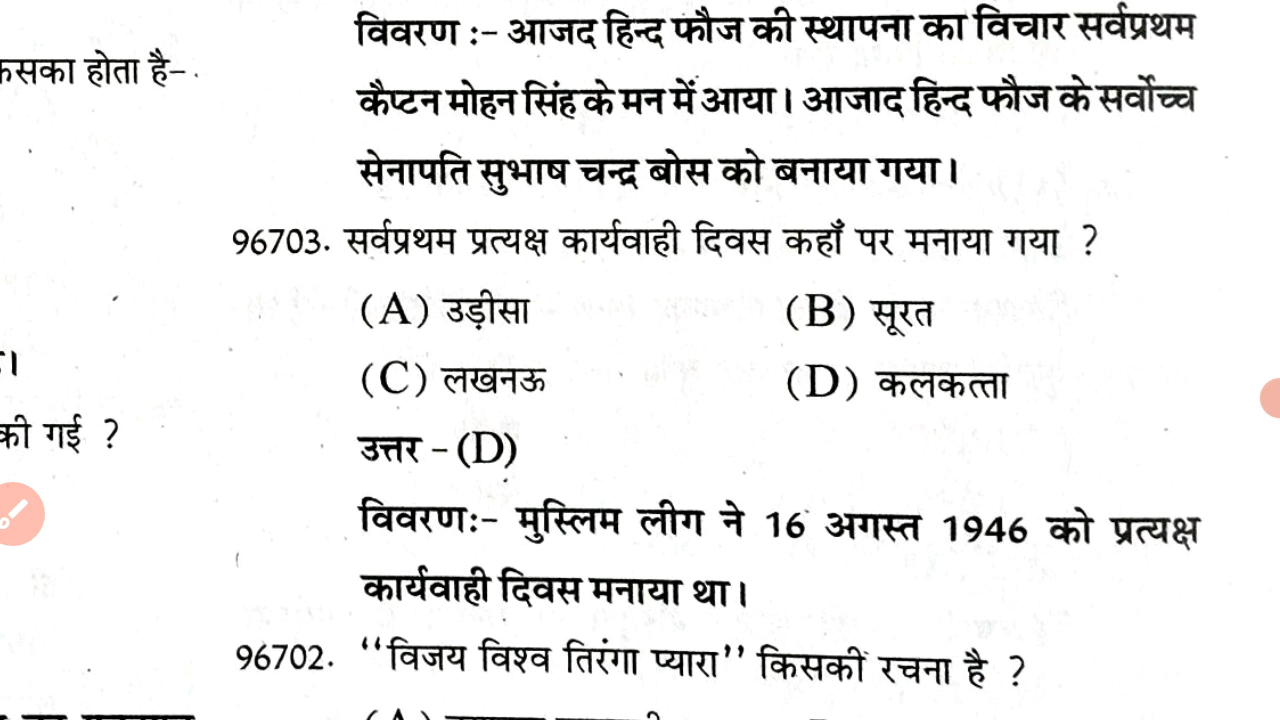 विवरण :- आजद हिन्द फौज की स्थापना का विचार सर्वप्रथम
कैप्टन मोहन सिंह के मन में आया। आजाद हिन्द फौज के सर्वोच्च
सेनापति सुभाष चन्द्र बोस को बनाया गया।
96703. सर्वप्रथम प्रत्यक्ष कार्यवाही दिवस कहाँ पर मनाया गया ?
(A) उड़ीसा (B) सूरत
(C) लखनऊ (D) कलकत्ता
उत्तर - (D)
विवरण:- मुस्लिम लीग ने 16 अगस्त 1946 को प्रत्यक्ष
कार्यवाही दिवस मनाया था।
96702. “विजय विश्व तिरंगा प्यारा” किसकी रचना है ?
होता है-
की गई ?